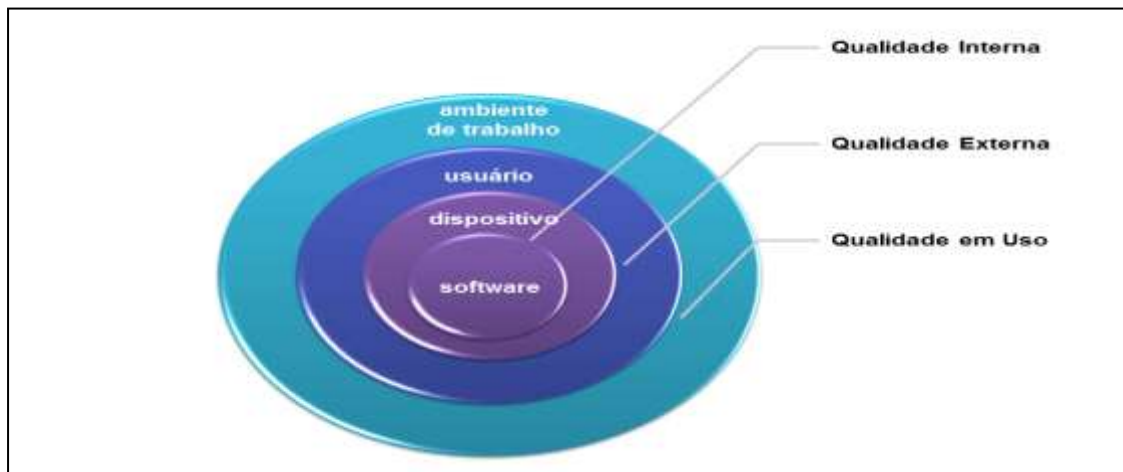 Qualidade Interna
ambiente
de trabalho
Qualidade Externa
usuário
dispositivo
Qualidade em Uso
software